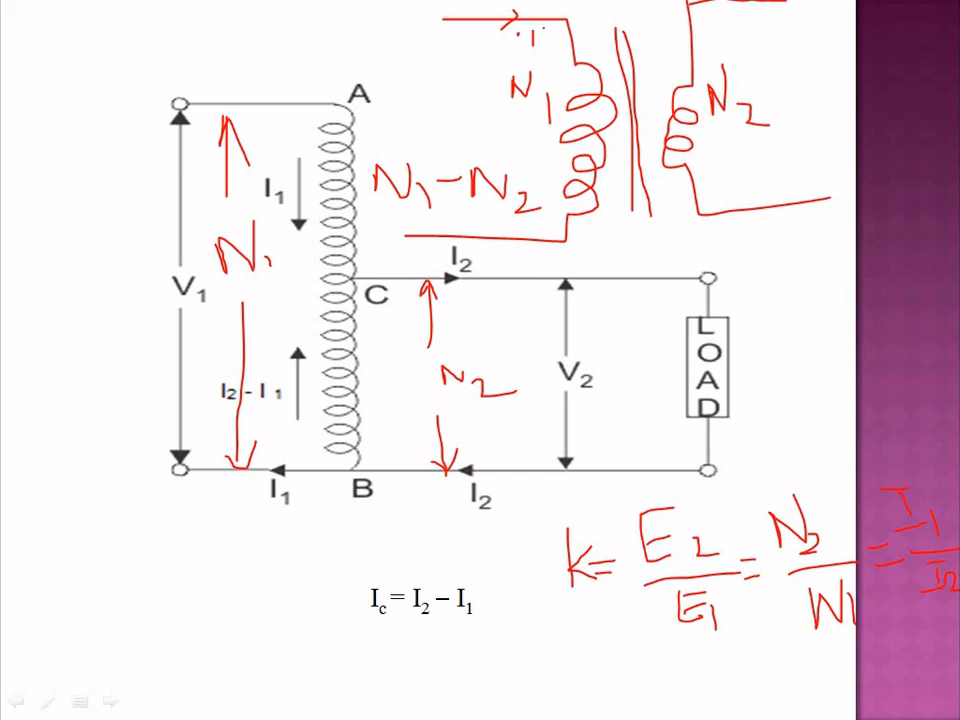 I
N1
N2
A
I1
N1 – N2
N1
I2
V1
C
L
O
A
D
V2
N2
I2 – I1
I1
B
I2
k = E2/E1 = N2/N1 = I1/I2
Ic = I2 – I1